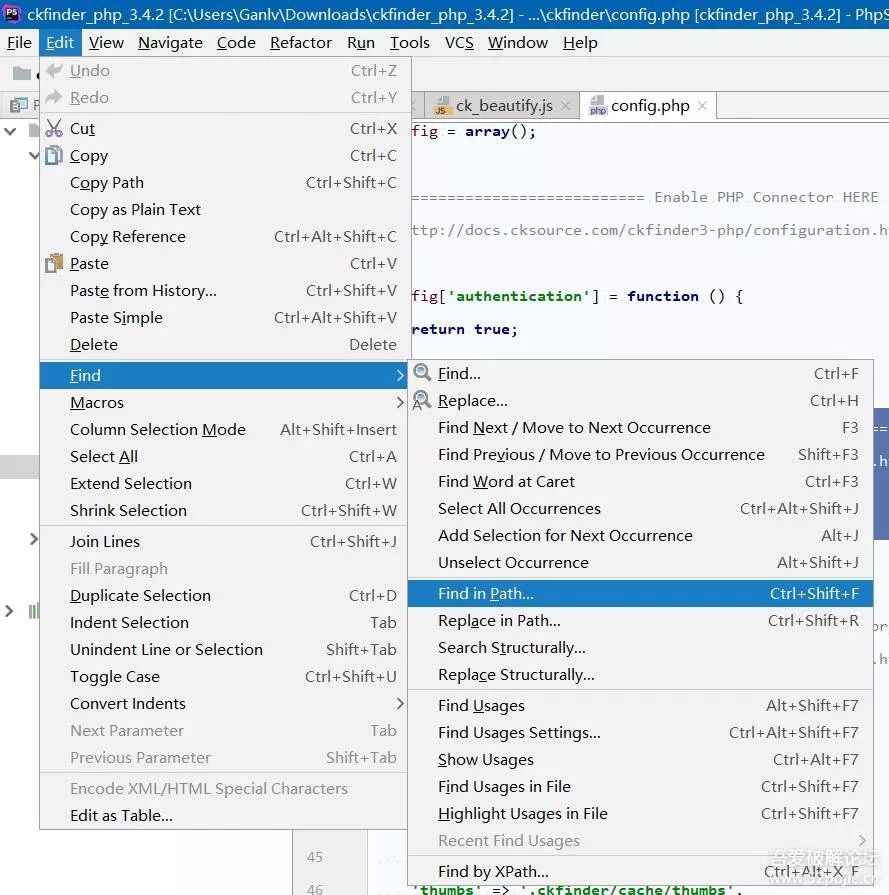 ckfinder_php_3.4.2 [C:\Users\Ganlv\Downloads\ckfinder_php_3.4.2] - ...\ckfinder\config.php [ckfinder_php_3.4.2] - PhpS
File Edit View Navigate Code Refactor Run Tools VCS Window Help
ck_beautify.js config.php
Undo Ctrl+Z
Redo Ctrl+Y
Cut Ctrl+X
Copy Ctrl+C
Copy Path Ctrl+Shift+C
Copy as Plain Text
Copy Reference Ctrl+Alt+Shift+C
Paste Ctrl+V
Paste from History... Ctrl+Shift+V
Paste Simple Ctrl+Alt+Shift+V
Delete Delete
Find
Macros
Column Selection Mode Alt+Shift+Insert
Select All Ctrl+A
Extend Selection Ctrl+W
Shrink Selection Ctrl+Shift+W
Join Lines Ctrl+Shift+J
Fill Paragraph
Duplicate Selection Ctrl+D
Indent Selection Tab
Unindent Line or Selection Shift+Tab
Toggle Case Ctrl+Shift+U
Convert Indents
Next Parameter Tab
Previous Parameter Shift+Tab
Encode XML/HTML Special Characters
Edit as Table...
fig = array();
========================== Enable PHP Connector HERE
ttp://docs.cksource.com/ckfinder3-php/configuration.h
fig['authentication'] = function () {
return true;
Find... Ctrl+F
Replace... Ctrl+H
Find Next / Move to Next Occurrence F3
Find Previous / Move to Previous Occurrence Shift+F3
Find Word at Caret Ctrl+F3
Select All Occurrences Ctrl+Alt+Shift+J
Add Selection for Next Occurrence Alt+J
Unselect Occurrence Alt+Shift+J
Find in Path... Ctrl+Shift+F
Replace in Path... Ctrl+Shift+R
Search Structurally...
Replace Structurally...
Find Usages Alt+Shift+F7
Find Usages Settings... Ctrl+Alt+Shift+F7
Show Usages Ctrl+Alt+F7
Find Usages in File Ctrl+Shift+F7
Highlight Usages in File Ctrl+Shift+F7
Recent Find Usages
Find by XPath... Ctrl+Alt+X, F
45
46 'thumbs' => '.ckfinder/cache/thumbs',
吾爱破解论坛
www.52pojie.cn